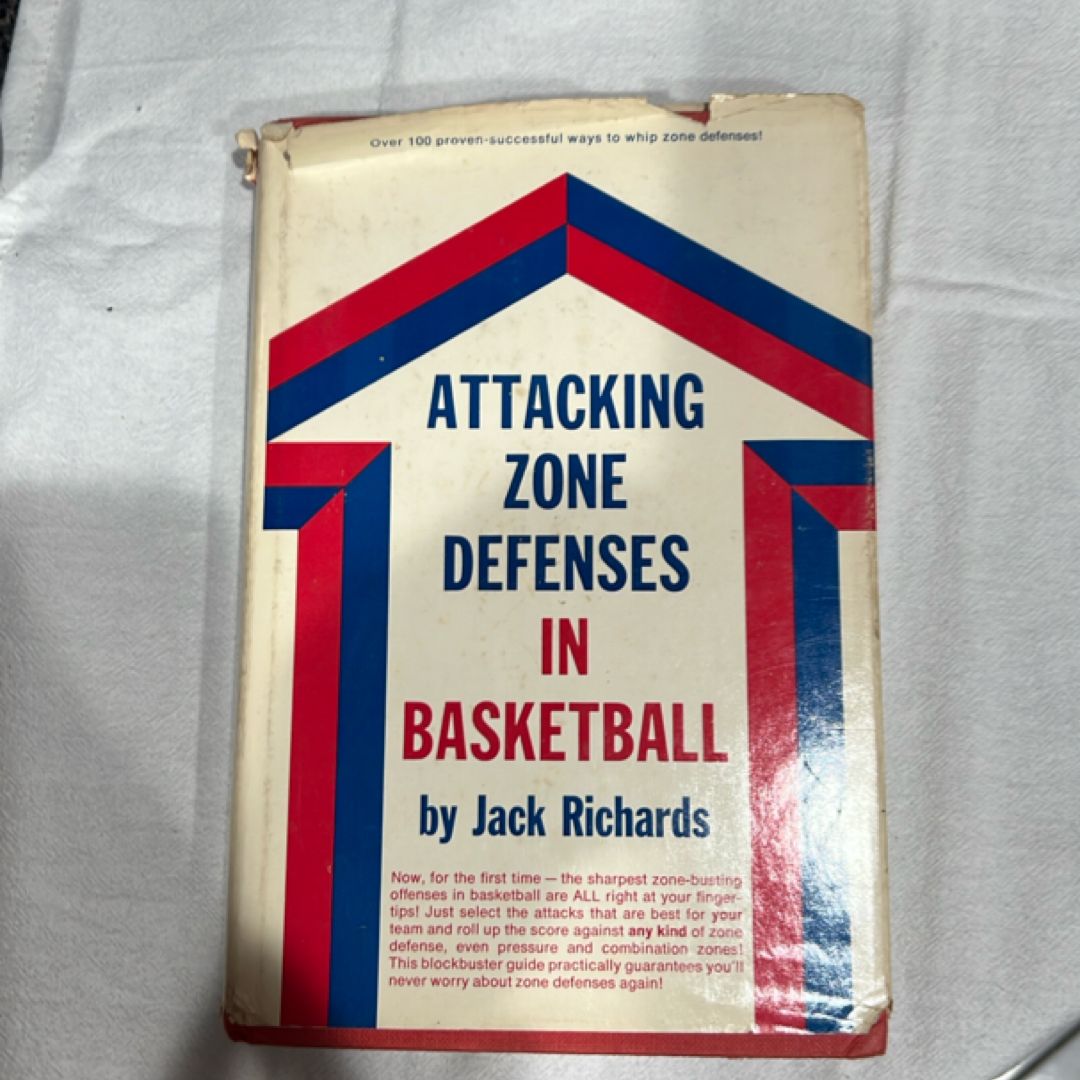 Over 100 proven-successful ways to whip zone defenses!
ATTACKING
ZONE
DEFENSES
IN
BASKETBALL
by Jack Richards
Now, for the first time — the sharpest zone-busting
offenses in basketball are ALL right at your finger-
tips! Just select the attacks that are best for your
team and roll up the score against any kind of zone
defense, even pressure and combination zones!
This blockbuster guide practically guarantees you'll
never worry about zone defenses again!